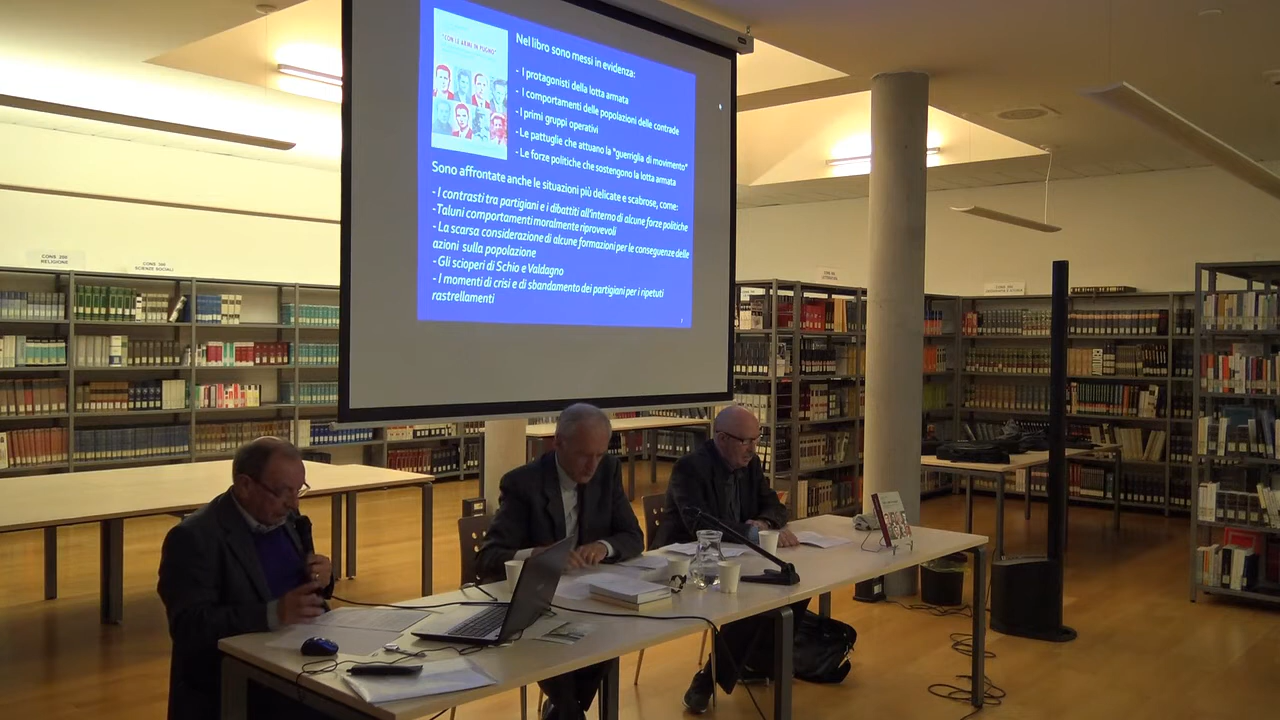 "CON LE ARMI IN PUGNO"
Nel libro sono messi in evidenza:
- I protagonisti della lotta armata
- I comportamenti delle popolazioni delle contrade
- I primi gruppi operativi
- Le pattuglie che attuano la "guerriglia di movimento"
- Le forze politiche che sostengono la lotta armata
Sono affrontate anche le situazioni più delicate e scabrose, come:
- I contrasti tra partigiani e i dibattiti all'interno di alcune forze politiche
- Taluni comportamenti moralmente riprovevoli
- La scarsa considerazione di alcune formazioni per le conseguenze delle
azioni sulla popolazione
- Gli scioperi di Schio e Valdagno
- I momenti di crisi e di sbandamento dei partigiani per i ripetuti
rastrellamenti
CONS 200
RELIGIONE
CONS 300
SCIENZE SOCIALI